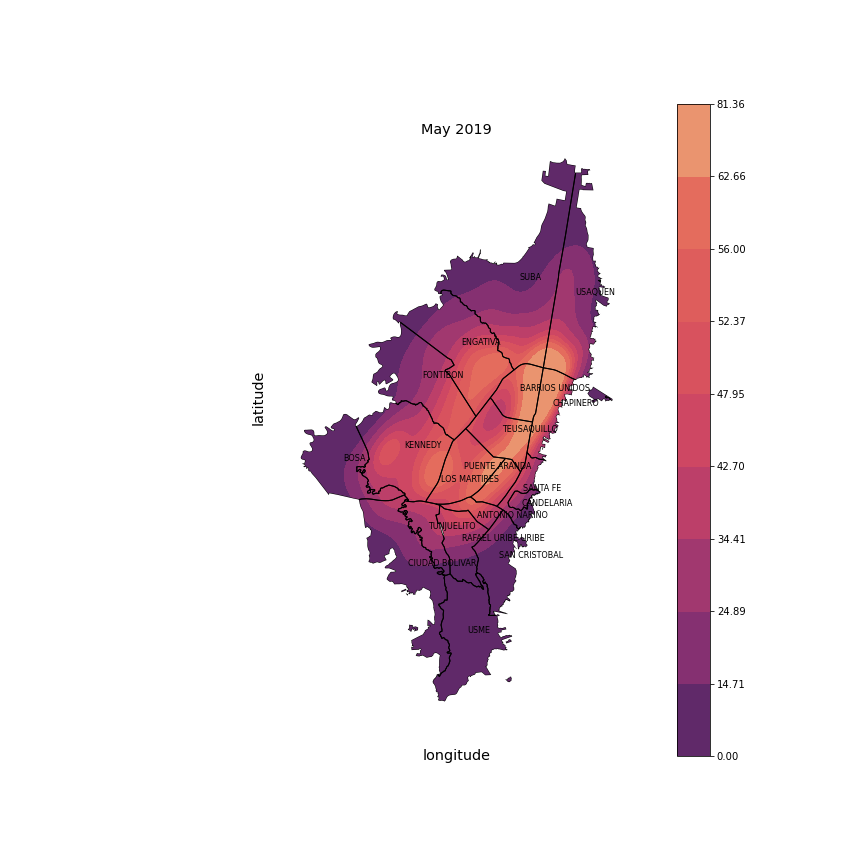 May 2019
81.36
62.66
56.00
52.37
47.95
42.70
34.41
24.89
14.71
0.00
SUBA
USAQUEN
ENGATIVA
FONTIBON
BARRIOS UNIDOS
CHAPINERO
TEUSAQUILLO
KENNEDY
BOSA
PUENTE ARANDA
LOS MARTIRES
SANTA FE
CANDELARIA
ANTONIO NARIÑO
TUNJUELITO
RAFAEL URIBE URIBE
SAN CRISTOBAL
CIUDAD BOLIVAR
USME
latitude
longitude